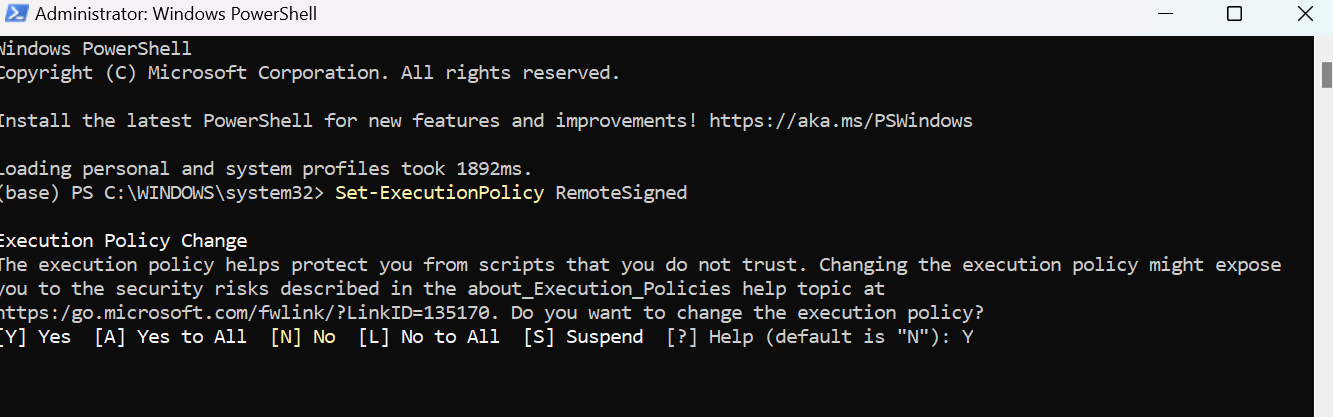 Administrator: Windows PowerShell
Windows PowerShell
Copyright (C) Microsoft Corporation. All rights reserved.
Install the latest PowerShell for new features and improvements! https://aka.ms/PSWindows
Loading personal and system profiles took 1892ms.
(base) PS C:\WINDOWS\system32> Set-ExecutionPolicy RemoteSigned
Execution Policy Change
The execution policy helps protect you from scripts that you do not trust. Changing the execution policy might expose
you to the security risks described in the about_Execution_Policies help topic at
https:/go.microsoft.com/fwlink/?LinkID=135170. Do you want to change the execution policy?
[Y] Yes  [A] Yes to All  [N] No  [L] No to All  [S] Suspend  [?] Help (default is "N"): Y